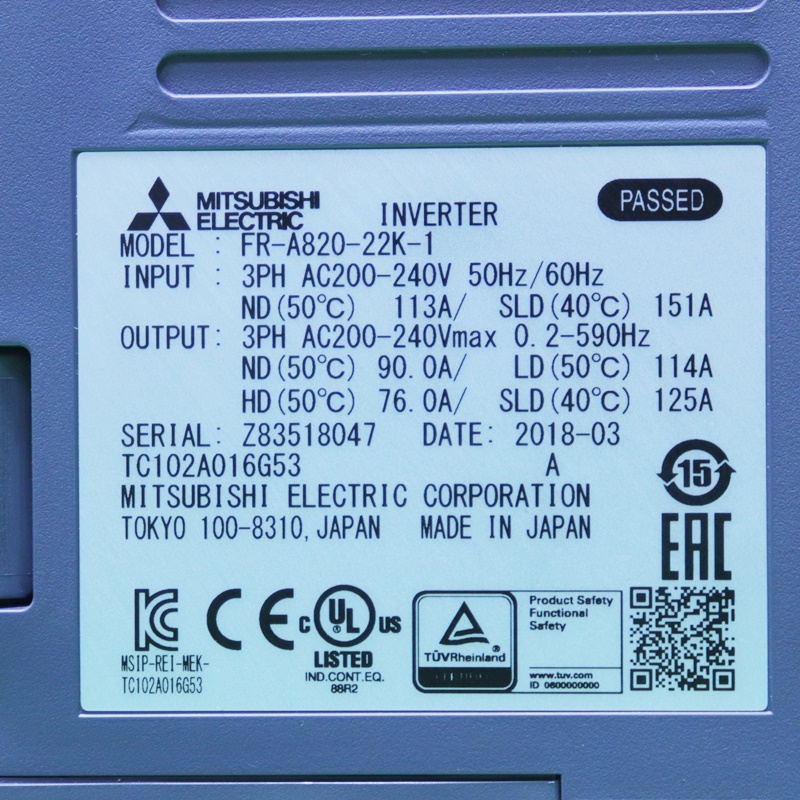 MITSUBISHI
ELECTRIC
INVERTER
PASSED
MODEL : FR-A820-22K-1
INPUT : 3PH AC200-240V 50Hz/60Hz
ND(50℃) 113A/ SLD(40℃) 151A
OUTPUT: 3PH AC200-240Vmax 0.2-590Hz
ND(50℃) 90.0A/ LD(50℃) 114A
HD(50℃) 76.0A/ SLD(40℃) 125A
SERIAL: Z83518047 DATE: 2018-03
TC102A016G53 A
MITSUBISHI ELECTRIC CORPORATION
TOKYO 100-8310,JAPAN MADE IN JAPAN
15
EAC
KC
MSIP-REI-MEK-
TC102A016G53
CE
c UL ® US
LISTED
IND.CONT.EQ.
88R2
TÜVRheinland ®
CERTIFIED
Product Safety
Functional
Safety
www.tuv.com
ID 0600000000